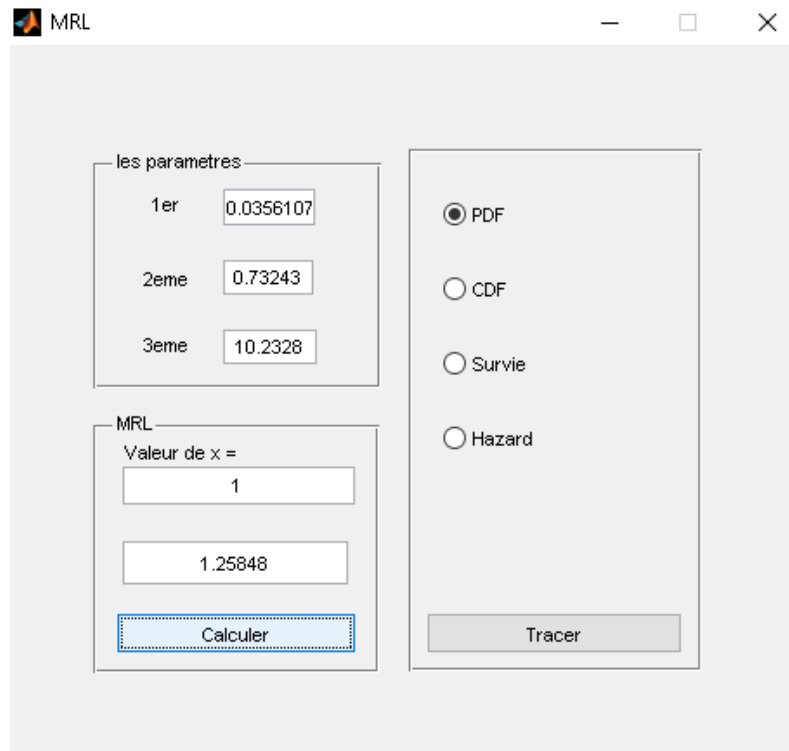 MRL
les parametres
1er 0.0356107
2eme 0.73243
3eme 10.2328
MRL
Valeur de x =
1
1.25848
Calculer
PDF
CDF
Survie
Hazard
Tracer